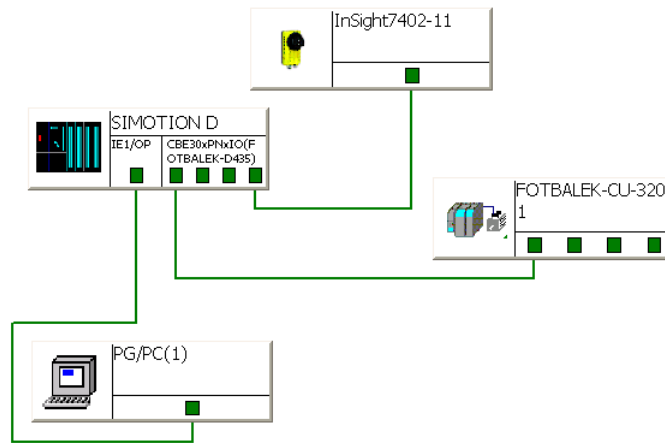 InSight7402-11
SIMOTION D
IE1/OP
CBE30xPNxIO(F
OTBALEK-D435)
FOTBALEK-CU-320
1
PG/PC(1)